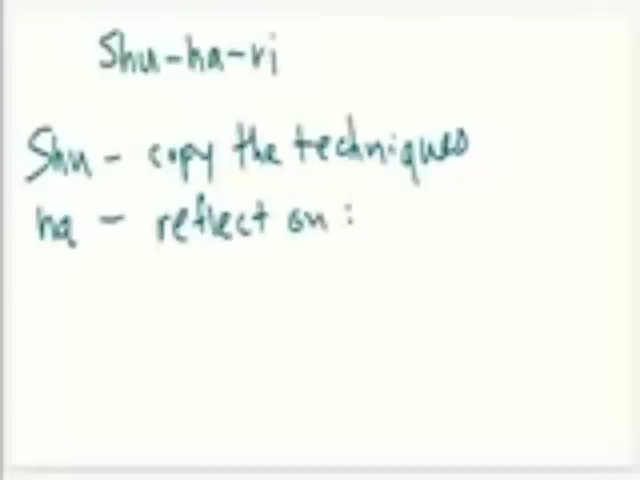 Shu-ha-ri
Shu - copy the techniques
ha - reflect on :